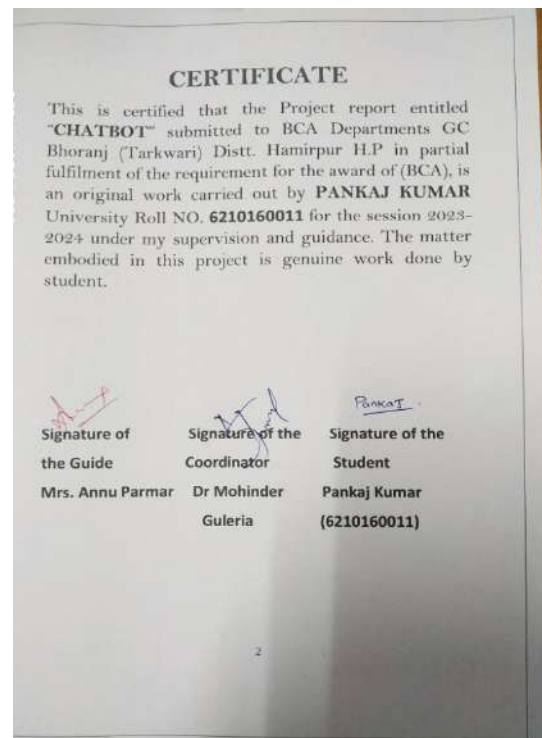 CERTIFICATE
This is certified that the Project report entitled
"CHATBOT" submitted to BCA Departments GC
Bhoranj (Tarkwari) Distt. Hamirpur H.P in partial
fulfilment of the requirement for the award of (BCA), is
an original work carried out by PANKAJ KUMAR
University Roll NO. 6210160011 for the session 2023-
2024 under my supervision and guidance. The matter
embodied in this project is genuine work done by
student.
Pankaj
Signature of Signature of the Signature of the
the Guide Coordinator Student
Mrs. Annu Parmar Dr Mohinder Pankaj Kumar
Guleria (6210160011)
2